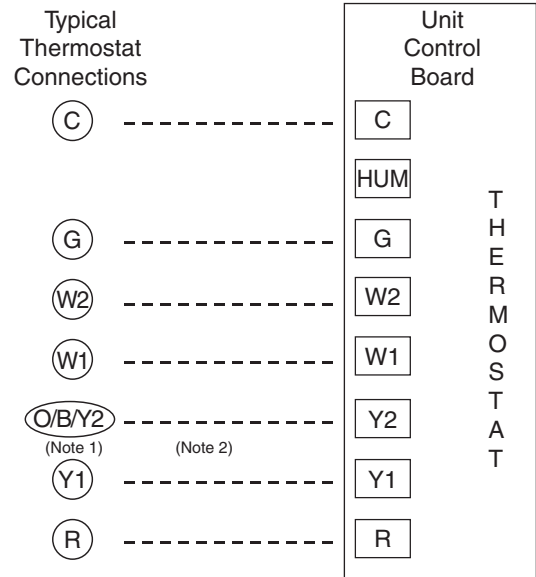 Typical
Thermostat
Connections
Unit
Control
Board
C C
HUM
G G
W2 W2
W1 W1
O/B/Y2 Y2
(Note 1) (Note 2)
Y1 Y1
R R
THERMOSTAT